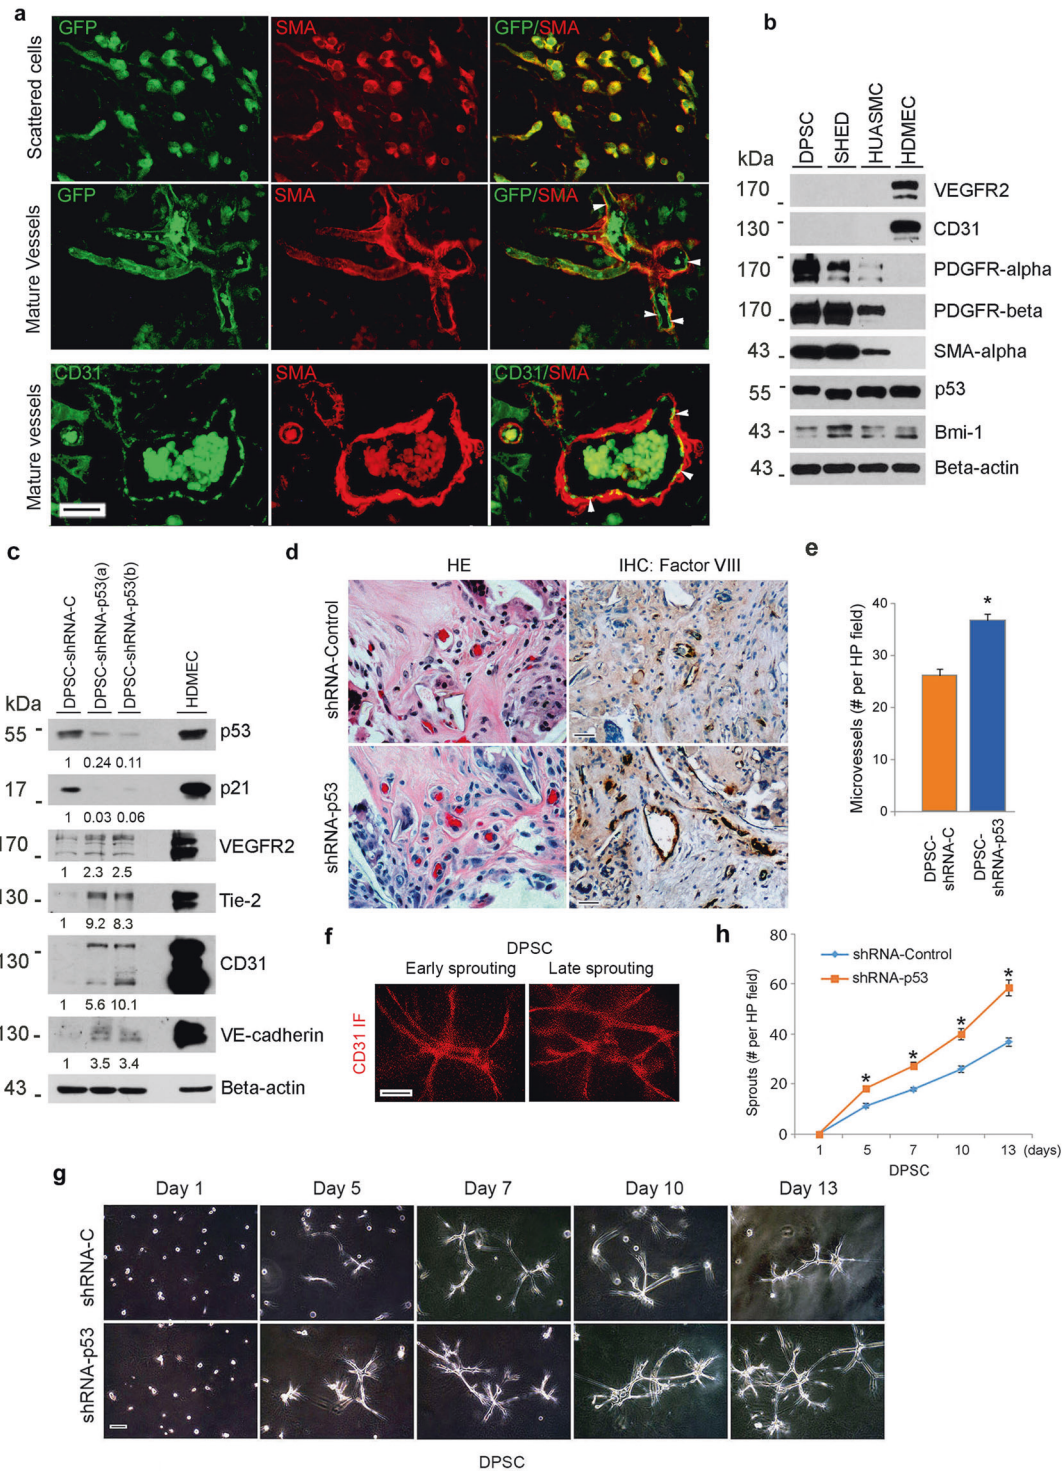 a
GFP SMA GFP/SMA
Scattered cells
GFP SMA GFP/SMA
Mature Vessels
CD31 SMA CD31/SMA
Mature vessels
b
DPSC SHED HUASMC HDMEC
kDa
170 VEGFR2
130 CD31
170 PDGFR-alpha
170 PDGFR-beta
43 SMA-alpha
55 p53
43 Bmi-1
43 Beta-actin
c
DPSC-shRNA-C DPSC-shRNA-p53(a) DPSC-shRNA-p53(b) HDMEC
kDa
55 p53
1 0.24 0.11
17 p21
1 0.03 0.06
170 VEGFR2
1 2.3 2.5
130 Tie-2
1 9.2 8.3
130 CD31
1 5.6 10.1
130 VE-cadherin
1 3.5 3.4
43 Beta-actin
d
HE IHC: Factor VIII
shRNA-Control
shRNA-p53
e
Microvessels (# per HP field)
40
30
20
10
0
*
DPSC-
shRNA-C
DPSC-
shRNA-p53
f
DPSC
Early sprouting Late sprouting
CD31 IF
h
Sprouts (# per HP field)
80
60
40
20
0
shRNA-Control
shRNA-p53
* * * *
1 5 7 10 13 (days)
DPSC
g
Day 1 Day 5 Day 7 Day 10 Day 13
shRNA-C
shRNA-p53
DPSC